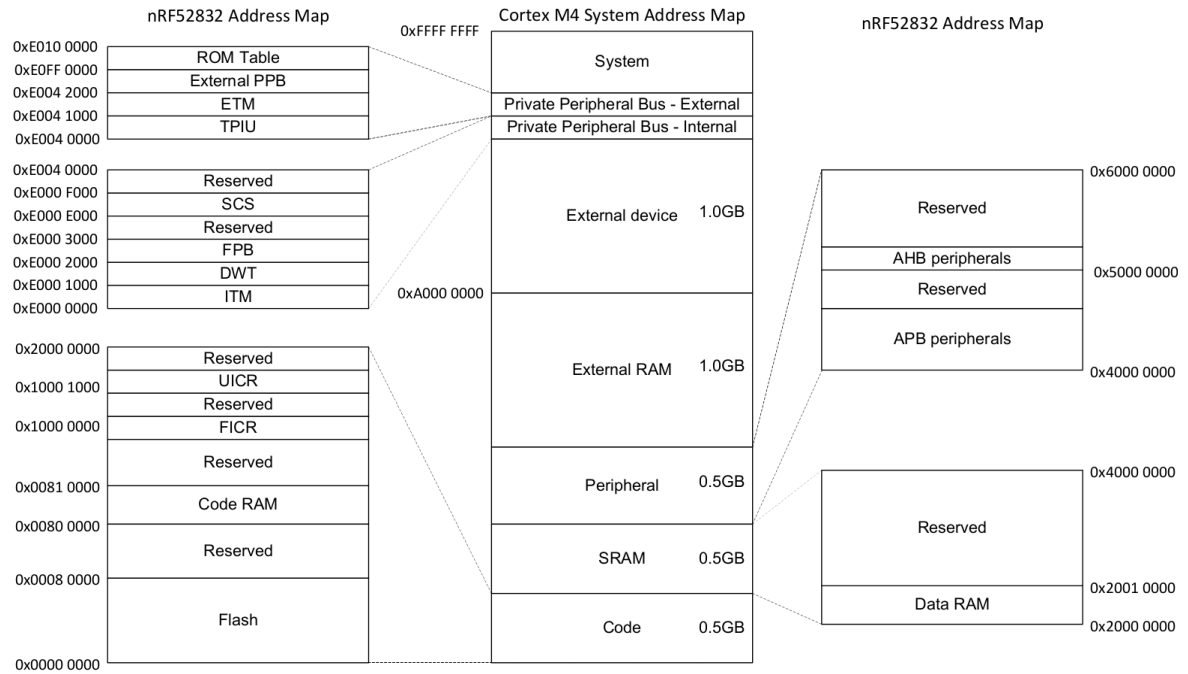 nRF52832 Address Map
0xE010 0000
ROM Table
0xE0FF 0000
External PPB
0xE004 2000
ETM
0xE004 1000
TPIU
0xE004 0000
0xE004 0000
Reserved
0xE000 F000
SCS
0xE000 E000
Reserved
0xE000 3000
FPB
0xE000 2000
DWT
0xE000 1000
ITM
0xE000 0000
0x2000 0000
Reserved
0x1000 1000
UICR
Reserved
0x1000 0000
FICR
Reserved
0x0081 0000
Code RAM
0x0080 0000
Reserved
0x0008 0000
Flash
0x0000 0000
Cortex M4 System Address Map
0xFFFF FFFF
System
Private Peripheral Bus - External
Private Peripheral Bus - Internal
External device 1.0GB
0xA000 0000
External RAM 1.0GB
Peripheral 0.5GB
SRAM 0.5GB
Code 0.5GB
nRF52832 Address Map
0x6000 0000
Reserved
AHB peripherals
0x5000 0000
Reserved
APB peripherals
0x4000 0000
0x4000 0000
Reserved
0x2001 0000
Data RAM
0x2000 0000